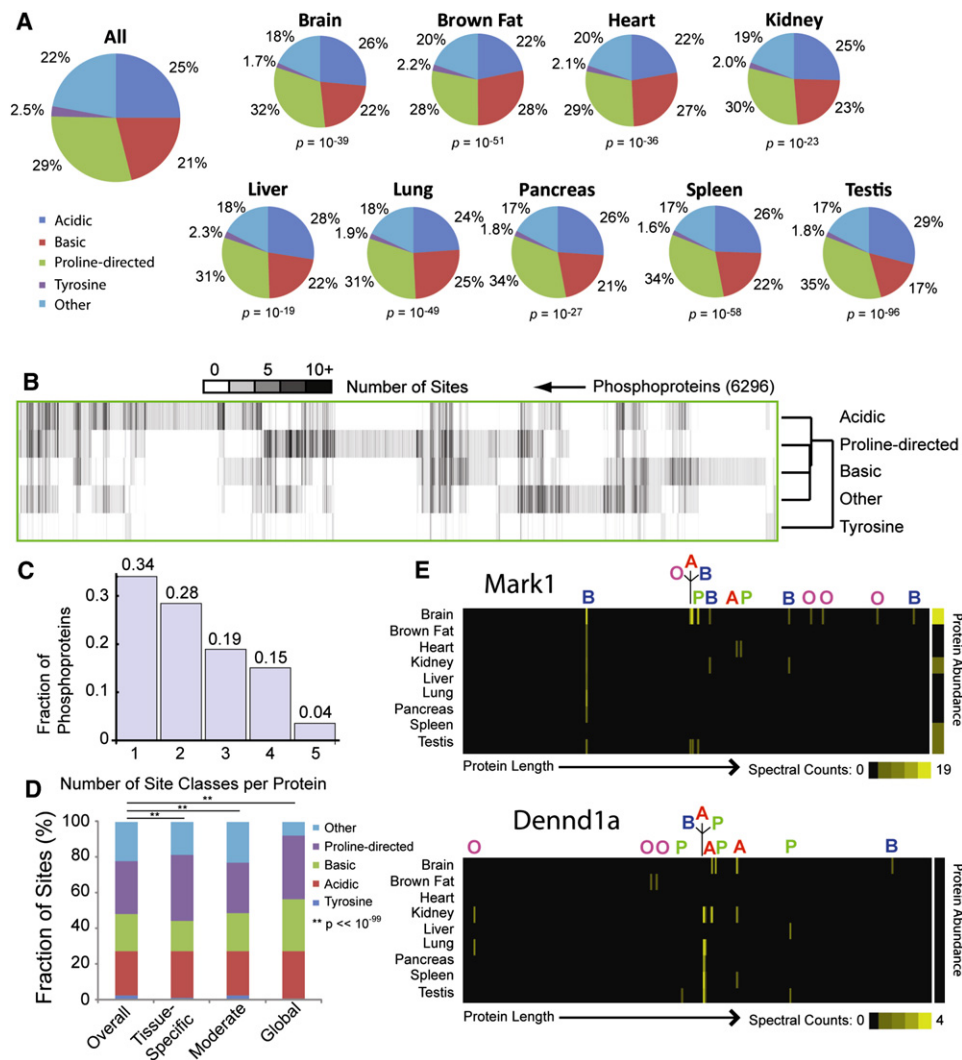 A
All
22%
25%
2.5%
29%
21%
Acidic
Basic
Proline-directed
Tyrosine
Other
Brain
18%
26%
1.7%
32%
22%
p = 10-39
Brown Fat
20%
22%
2.2%
28%
28%
p = 10-51
Heart
20%
22%
2.1%
29%
27%
p = 10-36
Kidney
19%
25%
2.0%
30%
23%
p = 10-23
Liver
18%
28%
2.3%
31%
22%
p = 10-19
Lung
18%
24%
1.9%
31%
25%
p = 10-49
Pancreas
17%
26%
1.8%
34%
21%
p = 10-27
Spleen
17%
26%
1.6%
34%
22%
p = 10-58
Testis
17%
29%
1.8%
35%
17%
p = 10-96
B
0 5 10+
Number of Sites
Phosphoproteins (6296)
Acidic
Proline-directed
Basic
Other
Tyrosine
C
Fraction of Phosphoproteins
0.3
0.2
0.1
0
0.34
0.28
0.19
0.15
0.04
1 2 3 4 5
Number of Site Classes per Protein
D
Fraction of Sites (%)
100
80
60
40
20
0
**
**
**
Other
Proline-directed
Basic
Acidic
Tyrosine
** p << 10-99
Overall
Tissue-Specific
Moderate
Global
E
Mark1
A
O B
B P B A P B O O O B
Brain
Brown Fat
Heart
Kidney
Liver
Lung
Pancreas
Spleen
Testis
Protein Abundance
Protein Length
Spectral Counts: 0 19
Dennd1a
A
B P
O O O P A P A P B
Brain
Brown Fat
Heart
Kidney
Liver
Lung
Pancreas
Spleen
Testis
Protein Abundance
Protein Length
Spectral Counts: 0 4